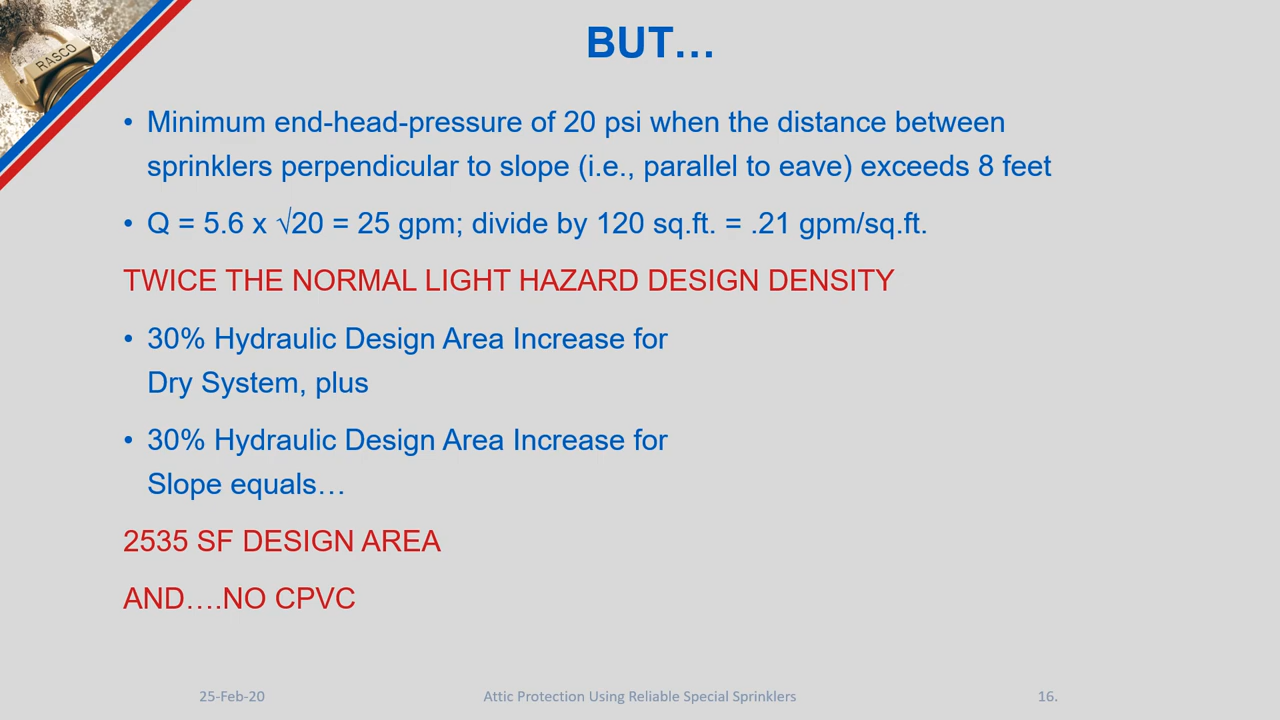 RASCO
BUT…
• Minimum end-head-pressure of 20 psi when the distance between
sprinklers perpendicular to slope (i.e., parallel to eave) exceeds 8 feet
• Q = 5.6 x √20 = 25 gpm; divide by 120 sq.ft. = .21 gpm/sq.ft.
TWICE THE NORMAL LIGHT HAZARD DESIGN DENSITY
• 30% Hydraulic Design Area Increase for
Dry System, plus
• 30% Hydraulic Design Area Increase for
Slope equals…
2535 SF DESIGN AREA
AND….NO CPVC
25-Feb-20
Attic Protection Using Reliable Special Sprinklers
16.